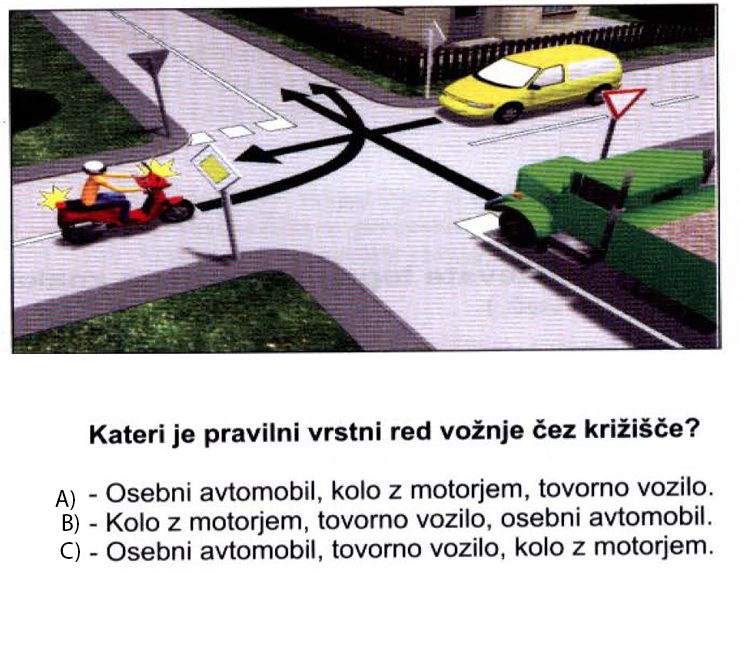 Kateri je pravilni vrstni red vožnje čez križišče?
A) - Osebni avtomobil, kolo z motorjem, tovorno vozilo.
B) - Kolo z motorjem, tovorno vozilo, osebni avtomobil.
C) - Osebni avtomobil, tovorno vozilo, kolo z motorjem.